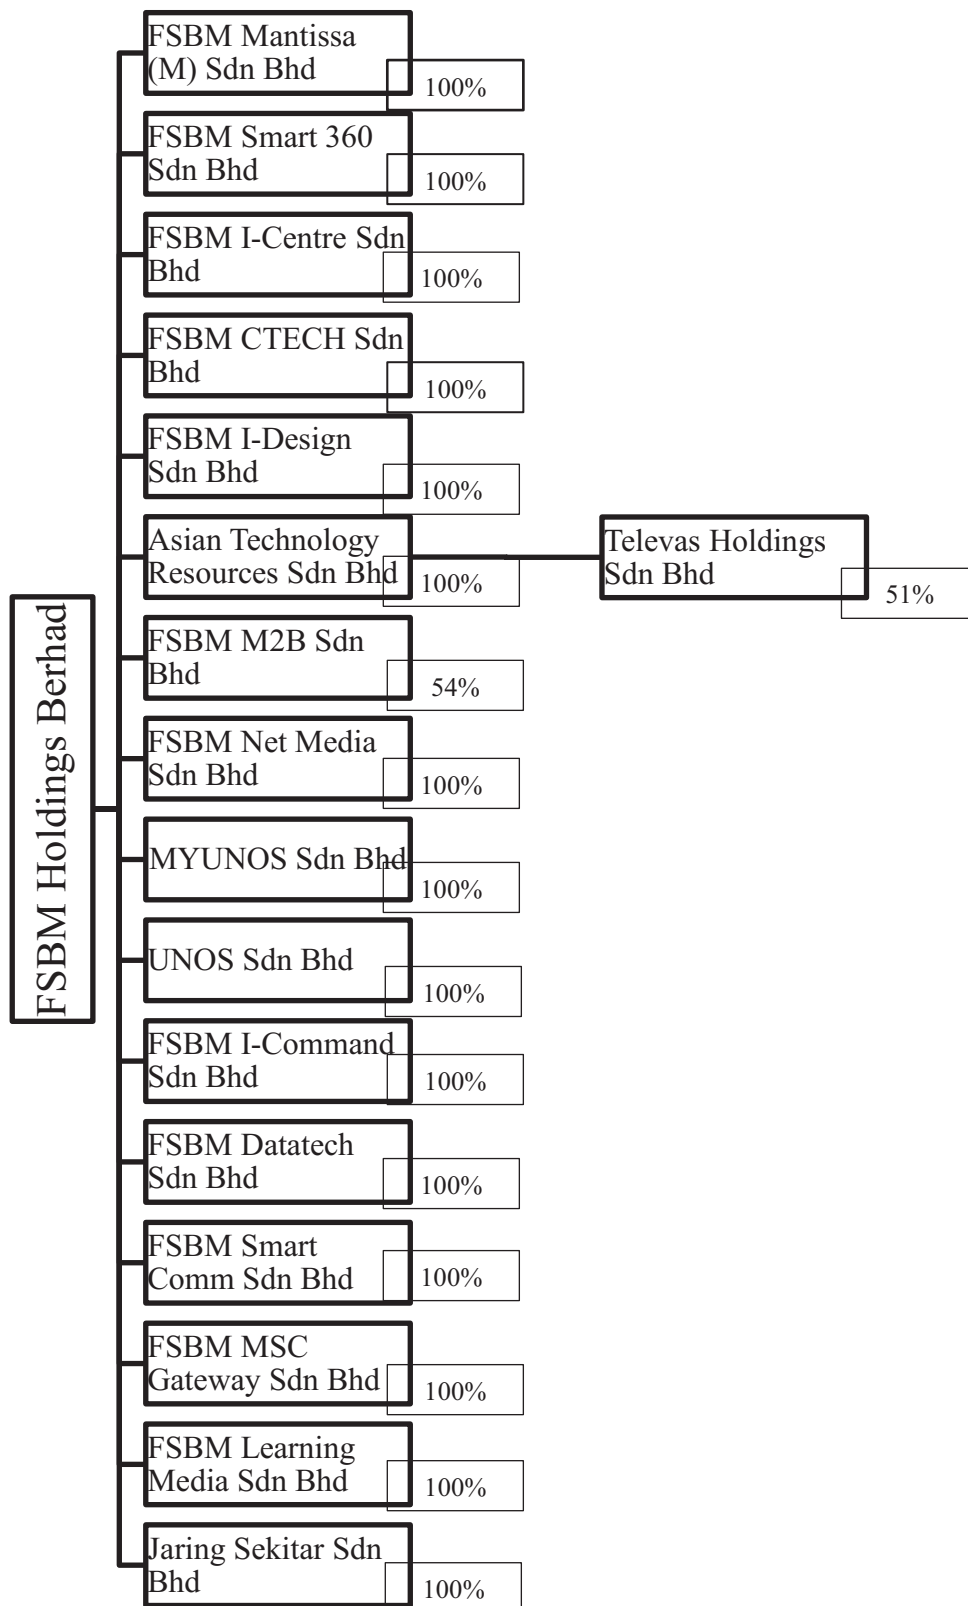 FSBM Holdings Berhad
FSBM Mantissa
(M) Sdn Bhd
100%
FSBM Smart 360
Sdn Bhd
100%
FSBM I-Centre Sdn
Bhd
100%
FSBM CTECH Sdn
Bhd
100%
FSBM I-Design
Sdn Bhd
100%
Asian Technology
Resources Sdn Bhd
100%
Televas Holdings
Sdn Bhd
51%
FSBM M2B Sdn
Bhd
54%
FSBM Net Media
Sdn Bhd
100%
MYUNOS Sdn Bhd
100%
UNOS Sdn Bhd
100%
FSBM I-Command
Sdn Bhd
100%
FSBM Datatech
Sdn Bhd
100%
FSBM Smart
Comm Sdn Bhd
100%
FSBM MSC
Gateway Sdn Bhd
100%
FSBM Learning
Media Sdn Bhd
100%
Jaring Sekitar Sdn
Bhd
100%